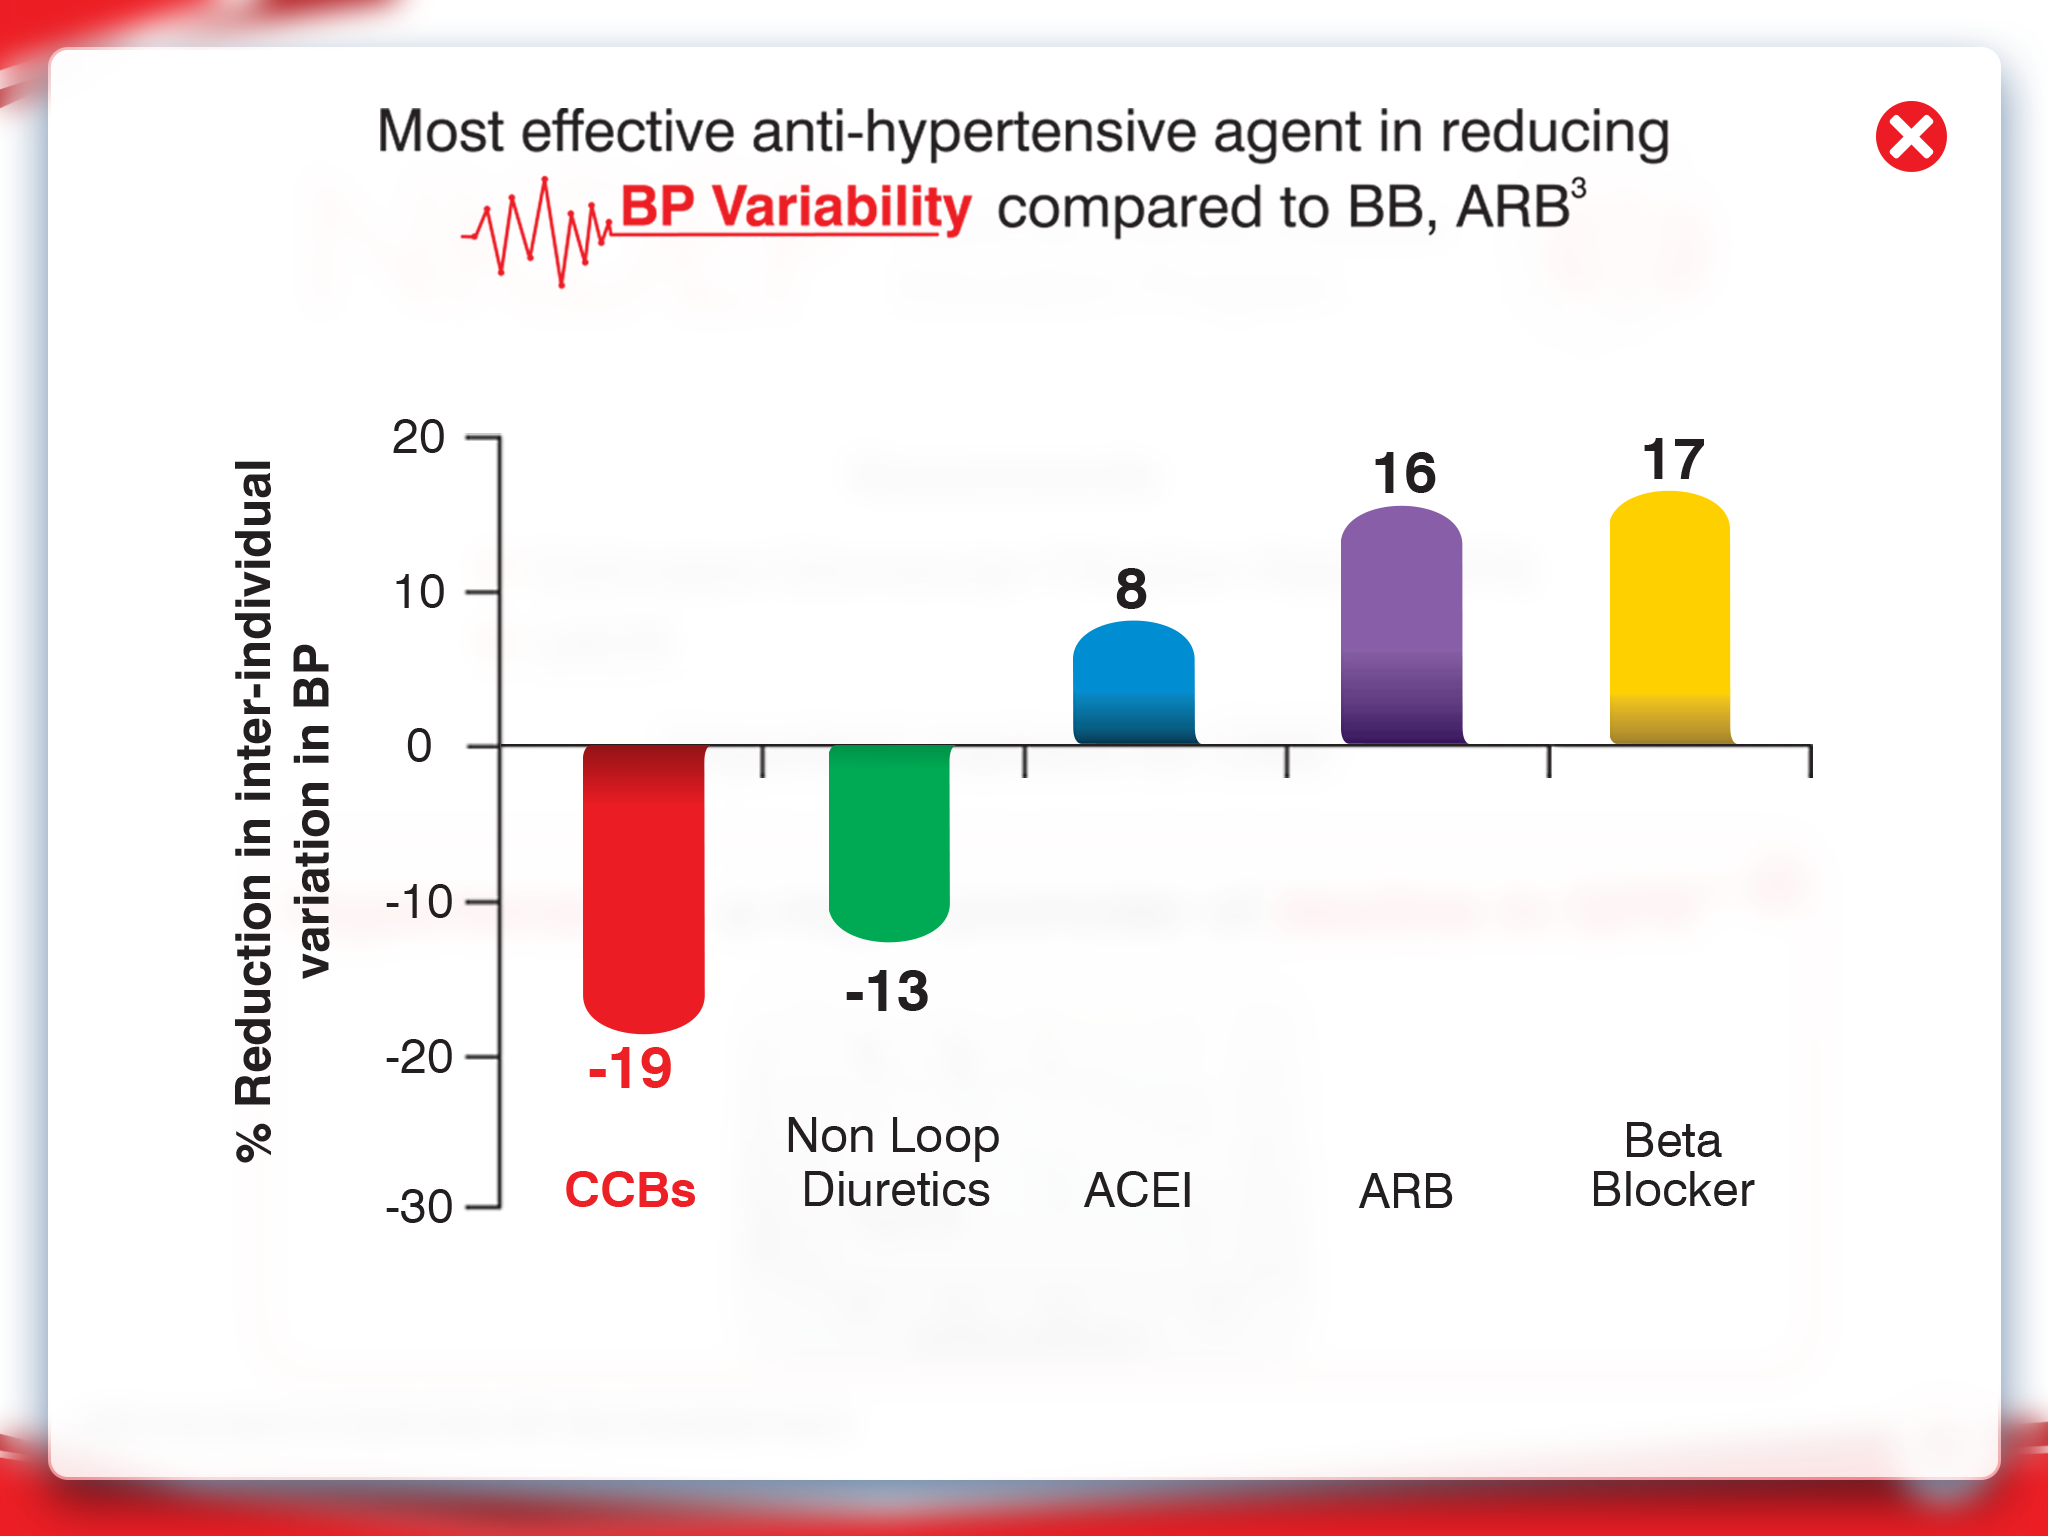 Most effective anti-hypertensive agent in reducing
BP Variability compared to BB, ARB³
% Reduction in inter-individual
variation in BP
20
10
0
-10
-20
-30
-19
-13
8
16
17
CCBs
Non Loop
Diuretics
ACEI
ARB
Beta
Blocker